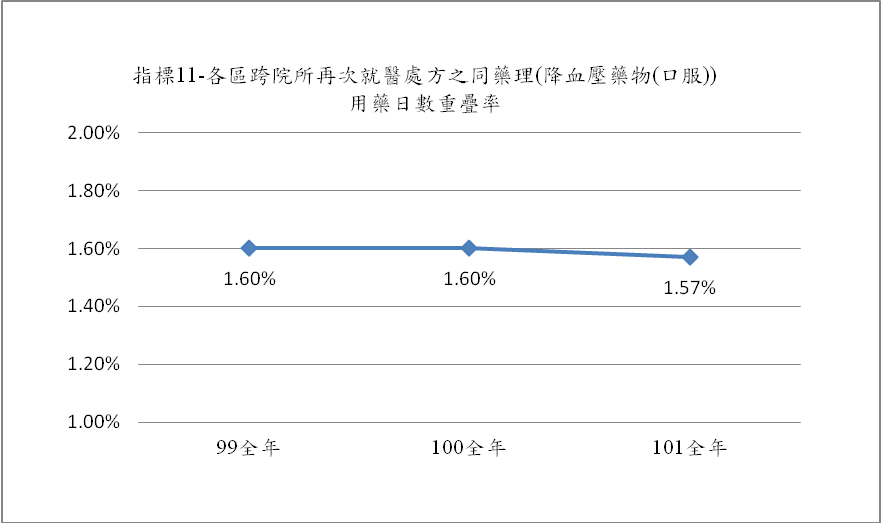 指標11-各區跨院所再次就醫處方之同藥理(降血壓藥物(口服))
用藥日數重疊率
2.00%
1.80%
1.60%
1.40%
1.20%
1.00%
1.60%
1.60%
1.57%
99全年
100全年
101全年